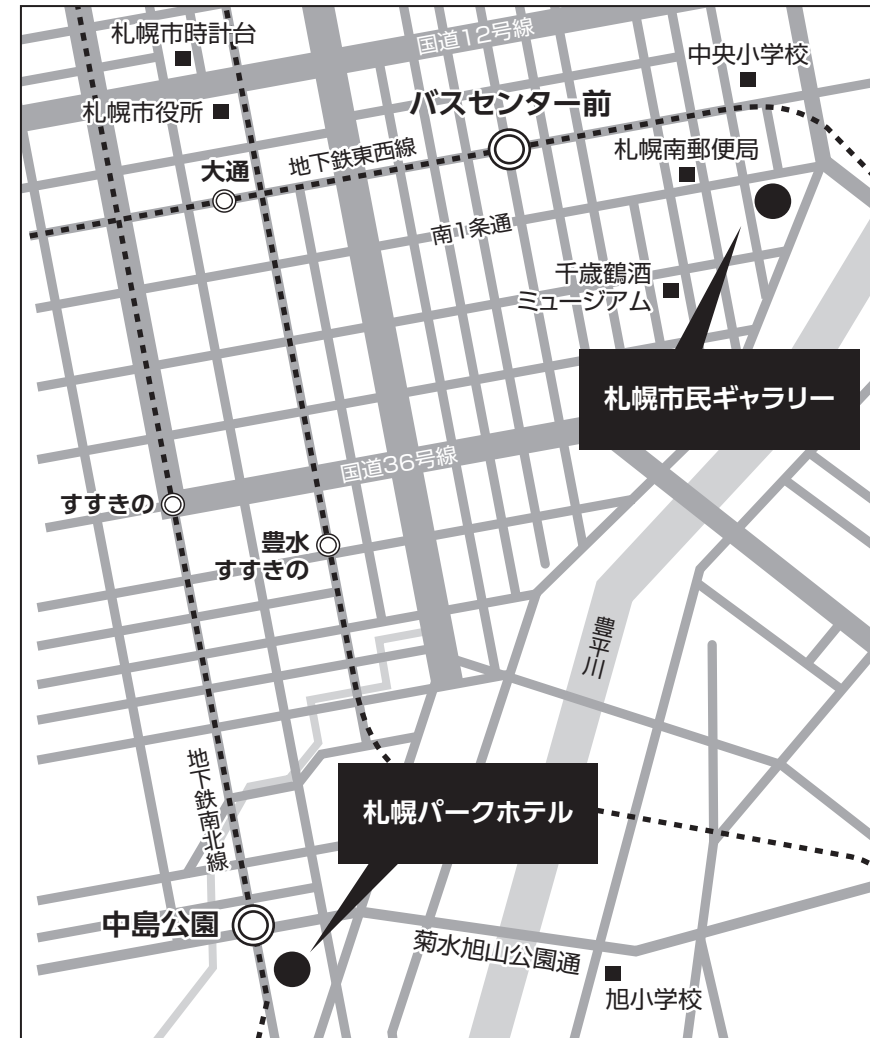 札幌市時計台
国道12号線
中央小学校
札幌市役所
バスセンター前
地下鉄東西線
札幌南郵便局
大通
南1条通
千歳鶴酒
ミュージアム
札幌市民ギャラリー
国道36号線
すすきの
豊水
すすきの
豊平川
地下鉄南北線
札幌パークホテル
中島公園
菊水旭山公園通
旭小学校